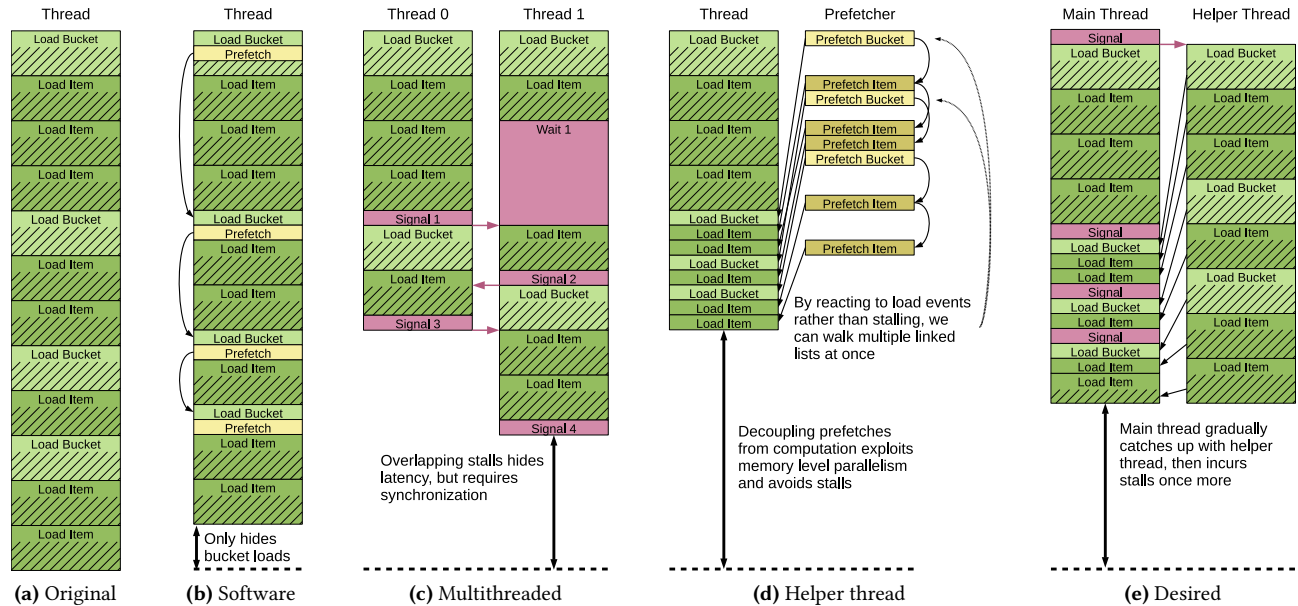 Thread
Load Bucket
Load Item
Load Item
Load Item
Load Bucket
Load Item
Load Item
Load Bucket
Load Item
Load Bucket
Load Item
Load Item
(a) Original
Thread
Load Bucket
Prefetch
Load Item
Load Item
Load Item
Load Bucket
Prefetch
Load Item
Load Item
Load Bucket
Prefetch
Load Item
Load Bucket
Prefetch
Load Item
Load Item
Only hides
bucket loads
(b) Software
Thread 0
Load Bucket
Load Item
Load Item
Load Item
Signal 1
Load Bucket
Load Item
Signal 3
Thread 1
Load Bucket
Load Item
Wait 1
Load Item
Signal 2
Load Bucket
Load Item
Load Item
Signal 4
Overlapping stalls hides
latency, but requires
synchronization
(c) Multithreaded
Thread
Load Bucket
Load Item
Load Item
Load Item
Load Bucket
Load Item
Load Item
Load Bucket
Load Item
Load Bucket
Load Item
Load Item
Prefetcher
Prefetch Bucket
Prefetch Item
Prefetch Bucket
Prefetch Item
Prefetch Item
Prefetch Bucket
Prefetch Item
Prefetch Item
By reacting to load events
rather than stalling, we
can walk multiple linked
lists at once
Decoupling prefetches
from computation exploits
memory level parallelism
and avoids stalls
(d) Helper thread
Main Thread
Signal
Load Bucket
Load Item
Load Item
Load Item
Signal
Load Bucket
Load Item
Load Item
Signal
Load Bucket
Load Item
Signal
Load Bucket
Load Item
Load Item
Helper Thread
Load Bucket
Load Item
Load Item
Load Bucket
Load Item
Load Bucket
Load Item
Load Item
Main thread gradually
catches up with helper
thread, then incurs
stalls once more
(e) Desired